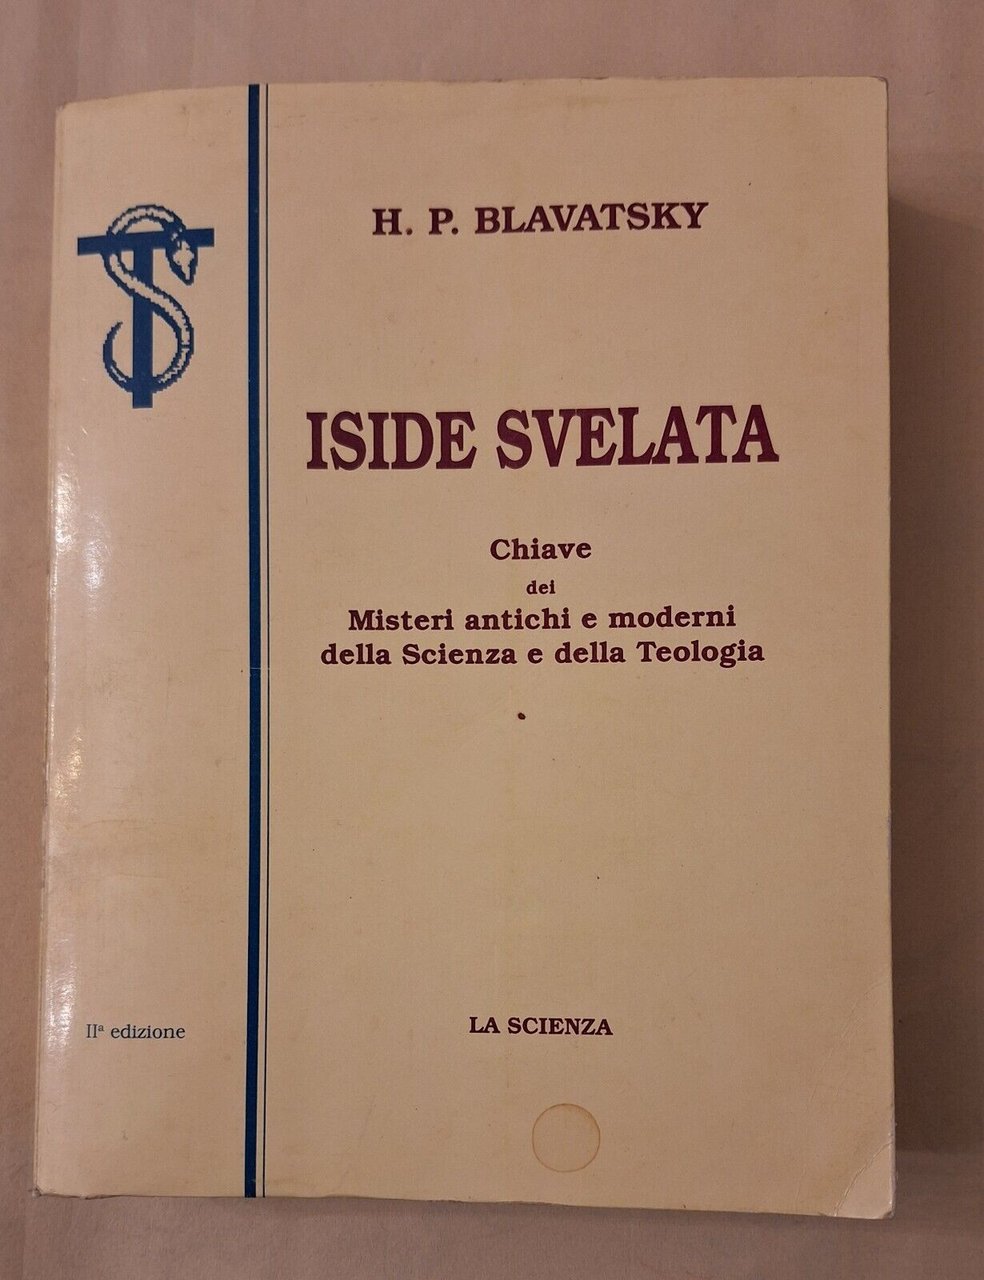 H. P. BLAVATSKY
ISIDE SVELATA
Chiave
dei
Misteri antichi e moderni
della Scienza e della Teologia
IIª edizione
LA SCIENZA